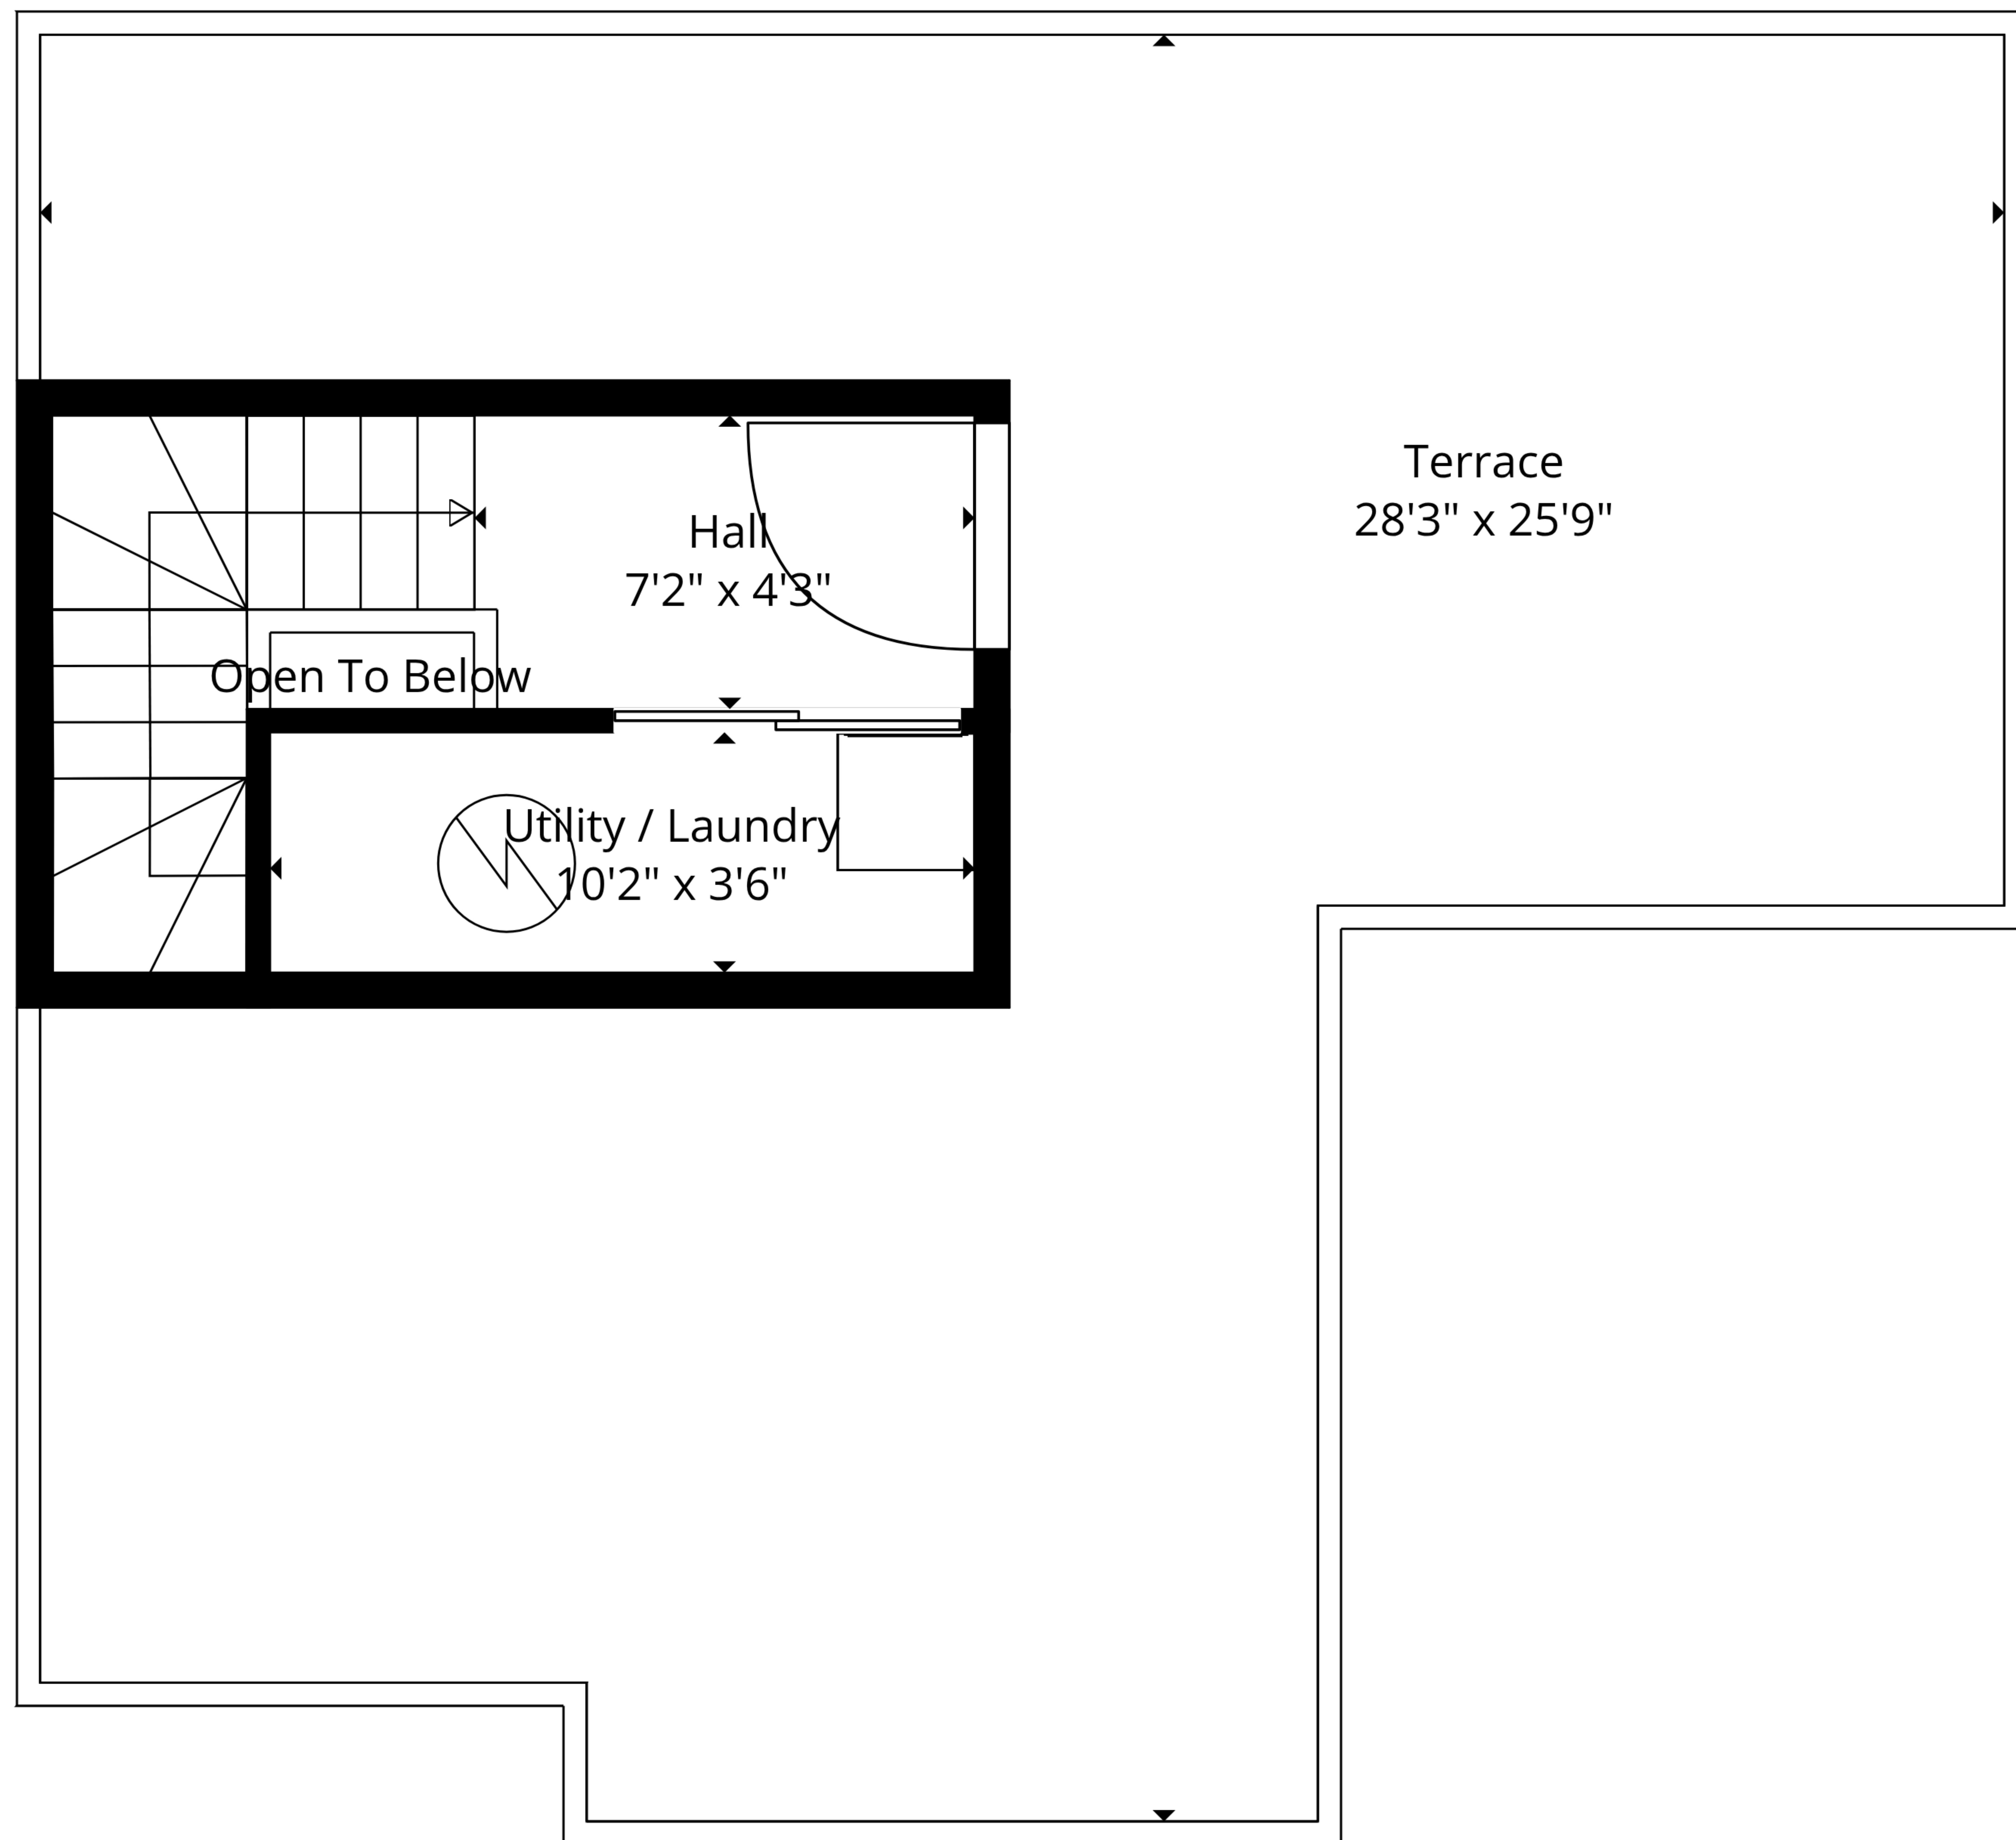 Terrace
28'3" x 25'9"
Hall
7'2" x 4'3"
Open To Below
Utility / Laundry
10'2" x 3'6"